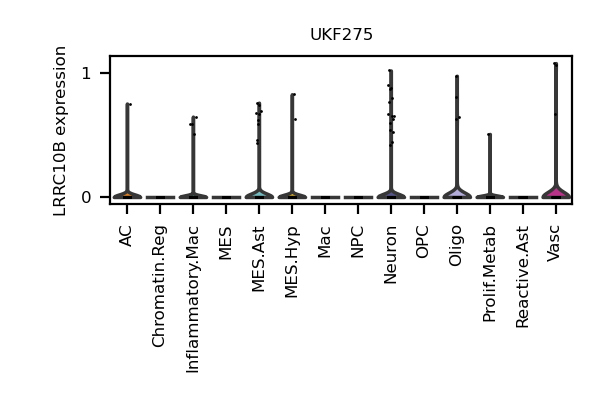 UKF275
LRRC10B expression
1
0
AC
Chromatin.Reg
Inflammatory.Mac
MES
MES.Ast
MES.Hyp
Mac
NPC
Neuron
OPC
Oligo
Prolif.Metab
Reactive.Ast
Vasc